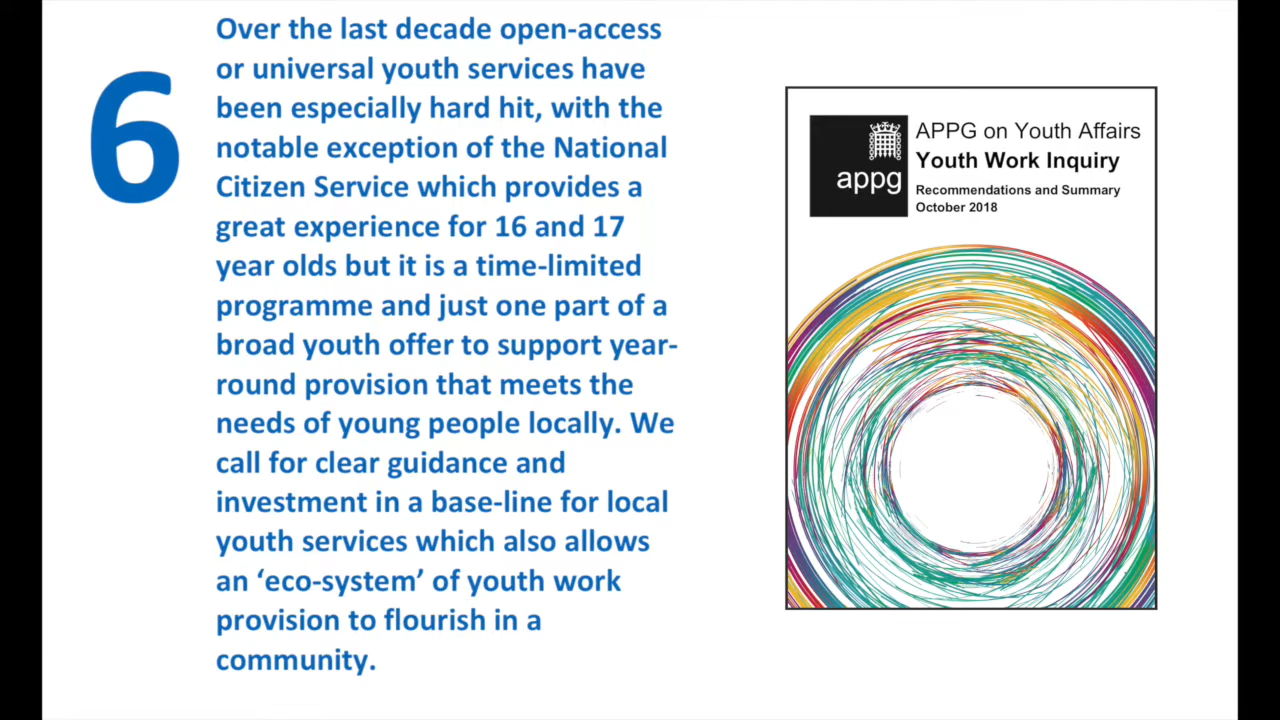 6
Over the last decade open-access
or universal youth services have
been especially hard hit, with the
notable exception of the National
Citizen Service which provides a
great experience for 16 and 17
year olds but it is a time-limited
programme and just one part of a
broad youth offer to support year-
round provision that meets the
needs of young people locally. We
call for clear guidance and
investment in a base-line for local
youth services which also allows
an ‘eco-system’ of youth work
provision to flourish in a
community.
appg
APPG on Youth Affairs
Youth Work Inquiry
Recommendations and Summary
October 2018